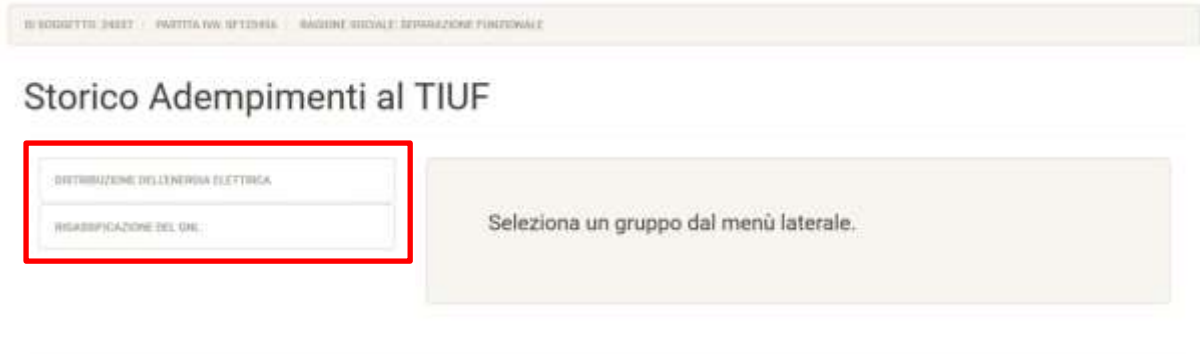 ID SOGGETTO: PARTITA IVA: RAGIONE SOCIALE: SEPARAZIONE FUNZIONALE
Storico Adempimenti al TIUF
DISTRIBUZIONE DELL'ENERGIA ELETTRICA
RIGASSIFICAZIONE DEL GNL
Seleziona un gruppo dal menù laterale.